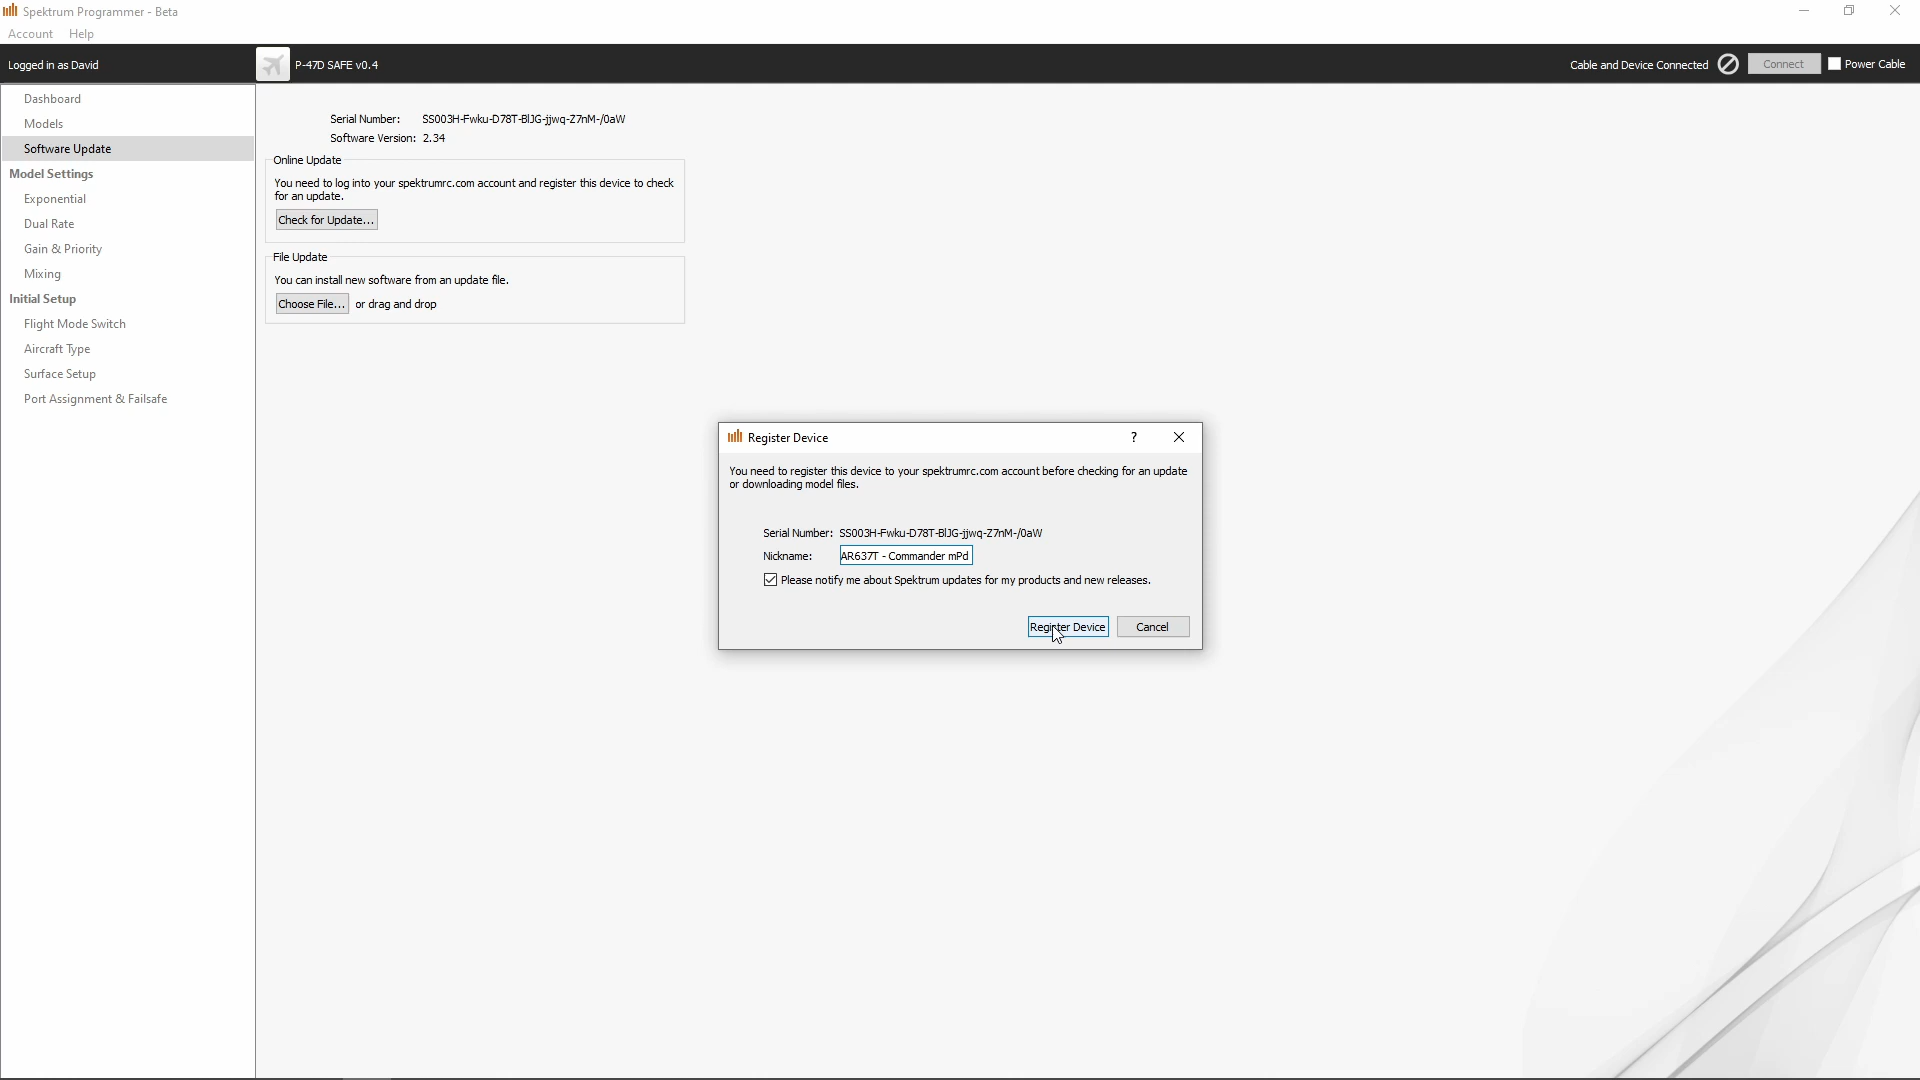 Spektrum Programmer - Beta
Account Help
Logged in as David
P-47D SAFE v0.4
Cable and Device Connected
Connect
Power Cable
Dashboard
Models
Software Update
Model Settings
Exponential
Dual Rate
Gain & Priority
Mixing
Initial Setup
Flight Mode Switch
Aircraft Type
Surface Setup
Port Assignment & Failsafe
Serial Number: SS003H-Fwku-D78T-BlJG-jjwq-Z7nM-/0aW
Software Version: 2.34
Online Update
You need to log into your spektrumrc.com account and register this device to check
for an update.
Check for Update...
File Update
You can install new software from an update file.
Choose File... or drag and drop
Register Device
?
You need to register this device to your spektrumrc.com account before checking for an update
or downloading model files.
Serial Number: SS003H-Fwku-D78T-BlJG-jjwq-Z7nM-/0aW
Nickname: AR637T - Commander mPd
Please notify me about Spektrum updates for my products and new releases.
Register Device Cancel